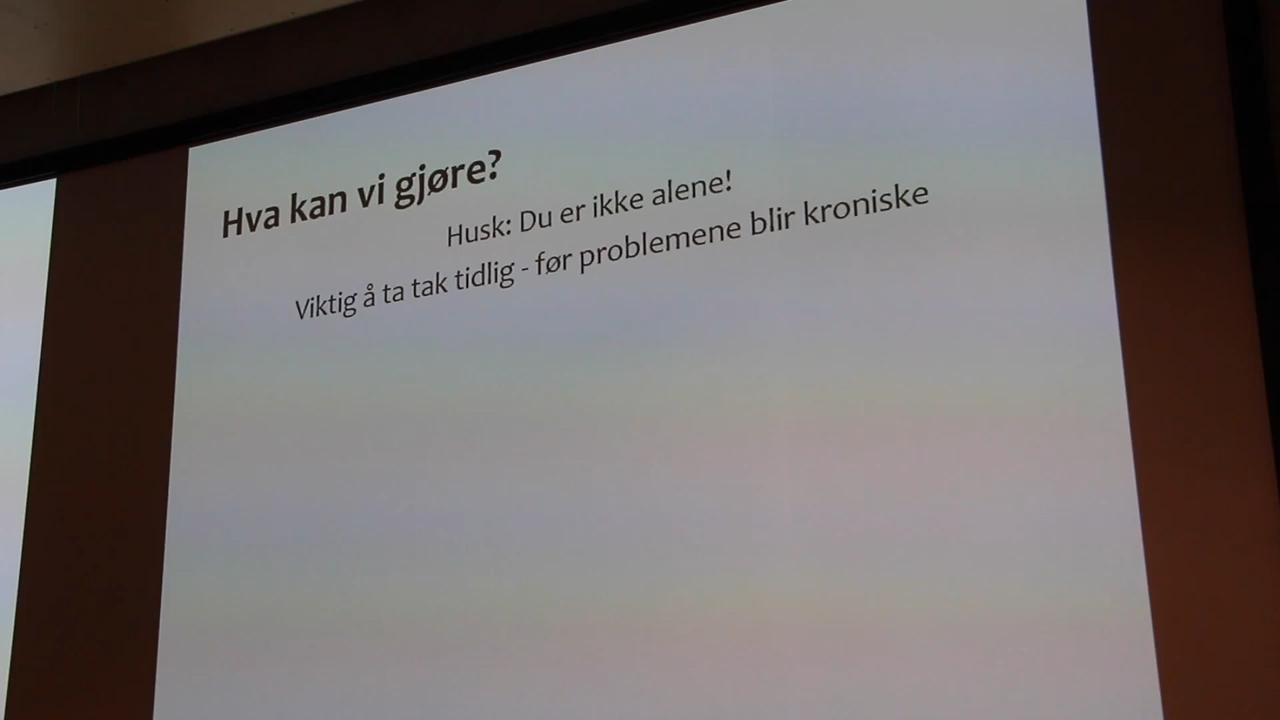 Hva kan vi gjøre?
Husk: Du er ikke alene!
Viktig å ta tak tidlig - før problemene blir kroniske